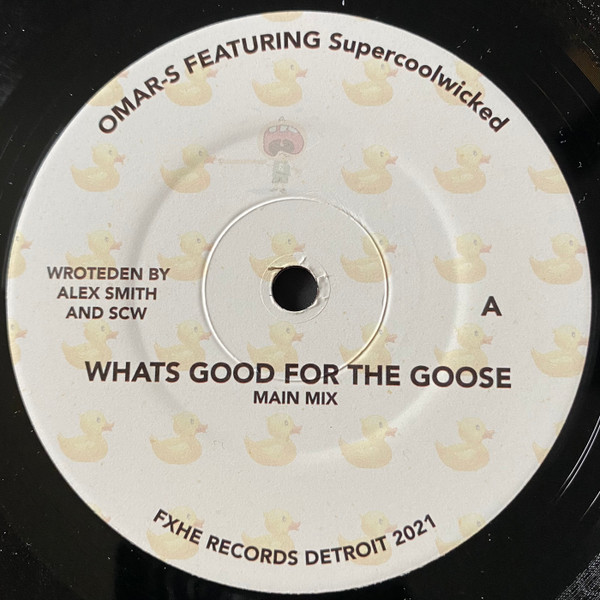 OMAR-S FEATURING Supercoolwicked
WROTEDEN BY
ALEX SMITH
AND SCW
A
WHATS GOOD FOR THE GOOSE
MAIN MIX
FXHE RECORDS DETROIT 2021